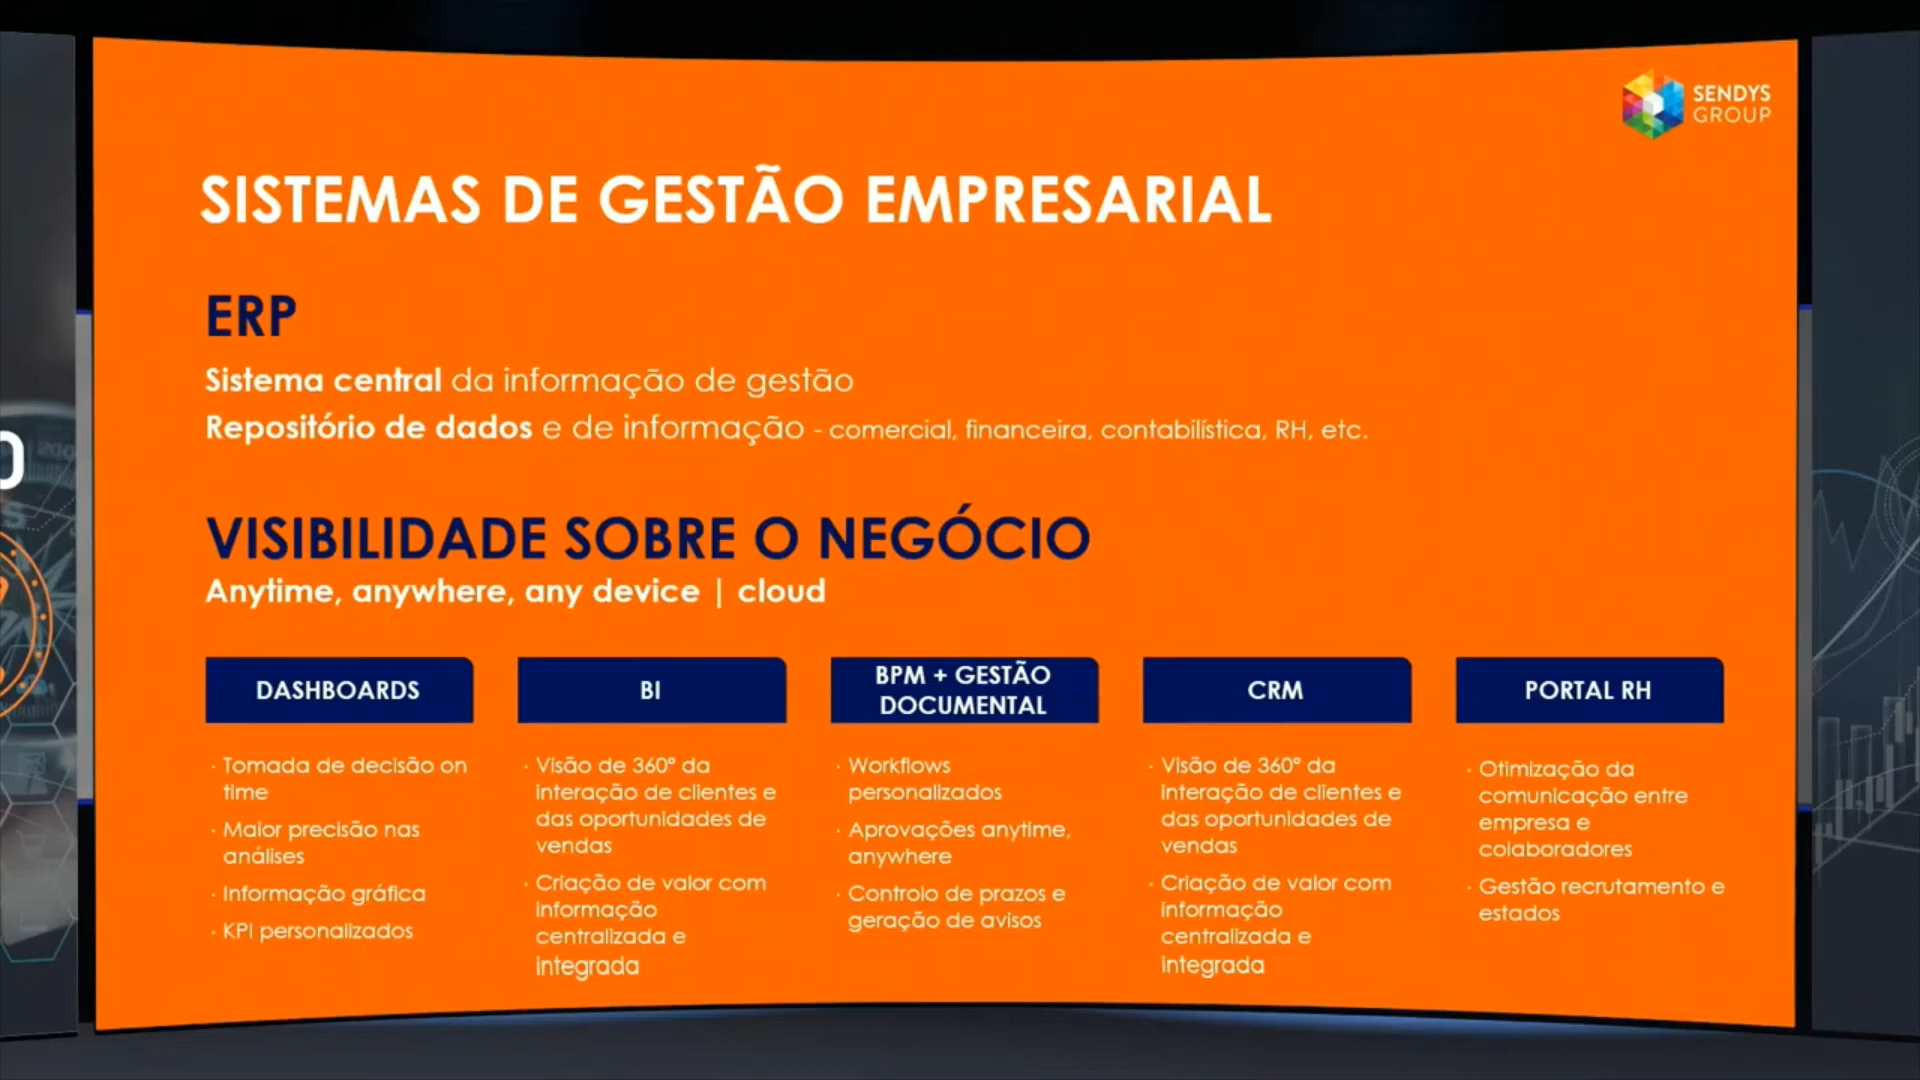 SENDYS
GROUP
SISTEMAS DE GESTÃO EMPRESARIAL
ERP
Sistema central da informação de gestão
Repositório de dados e de informação - comercial, financeira, contabilística, RH, etc.
VISIBILIDADE SOBRE O NEGÓCIO
Anytime, anywhere, any device | cloud
DASHBOARDS
· Tomada de decisão on
time
· Maior precisão nas
análises
· Informação gráfica
· KPI personalizados
BI
· Visão de 360º da
interação de clientes e
das oportunidades de
vendas
· Criação de valor com
informação
centralizada e
integrada
BPM + GESTÃO
DOCUMENTAL
· Workflows
personalizados
· Aprovações anytime,
anywhere
· Controlo de prazos e
geração de avisos
CRM
· Visão de 360º da
interação de clientes e
das oportunidades de
vendas
· Criação de valor com
informação
centralizada e
integrada
PORTAL RH
· Otimização da
comunicação entre
empresa e
colaboradores
· Gestão recrutamento e
estados